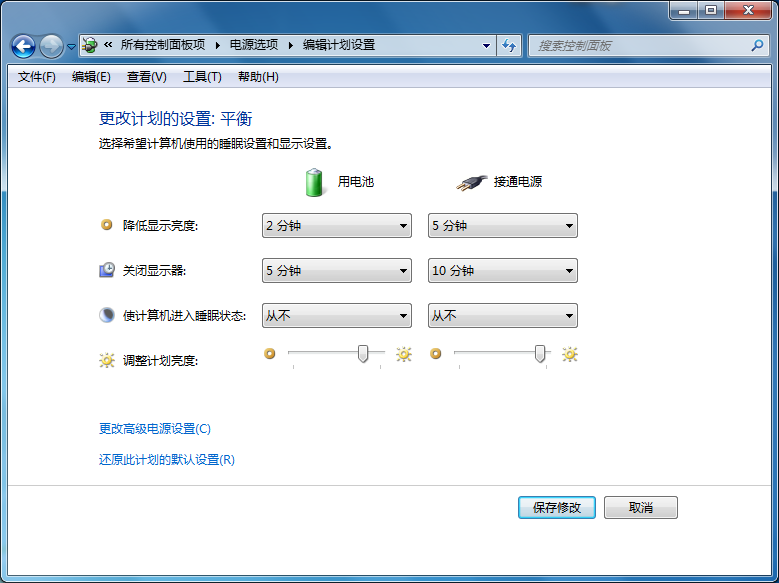 « 所有控制面板项 ▸ 电源选项 ▸ 编辑计划设置
搜索控制面板
文件(F) 编辑(E) 查看(V) 工具(T) 帮助(H)
更改计划的设置: 平衡
选择希望计算机使用的睡眠设置和显示设置。
用电池 接通电源
降低显示亮度: 2 分钟 5 分钟
关闭显示器: 5 分钟 10 分钟
使计算机进入睡眠状态: 从不 从不
调整计划亮度:
更改高级电源设置(C)
还原此计划的默认设置(R)
保存修改 取消